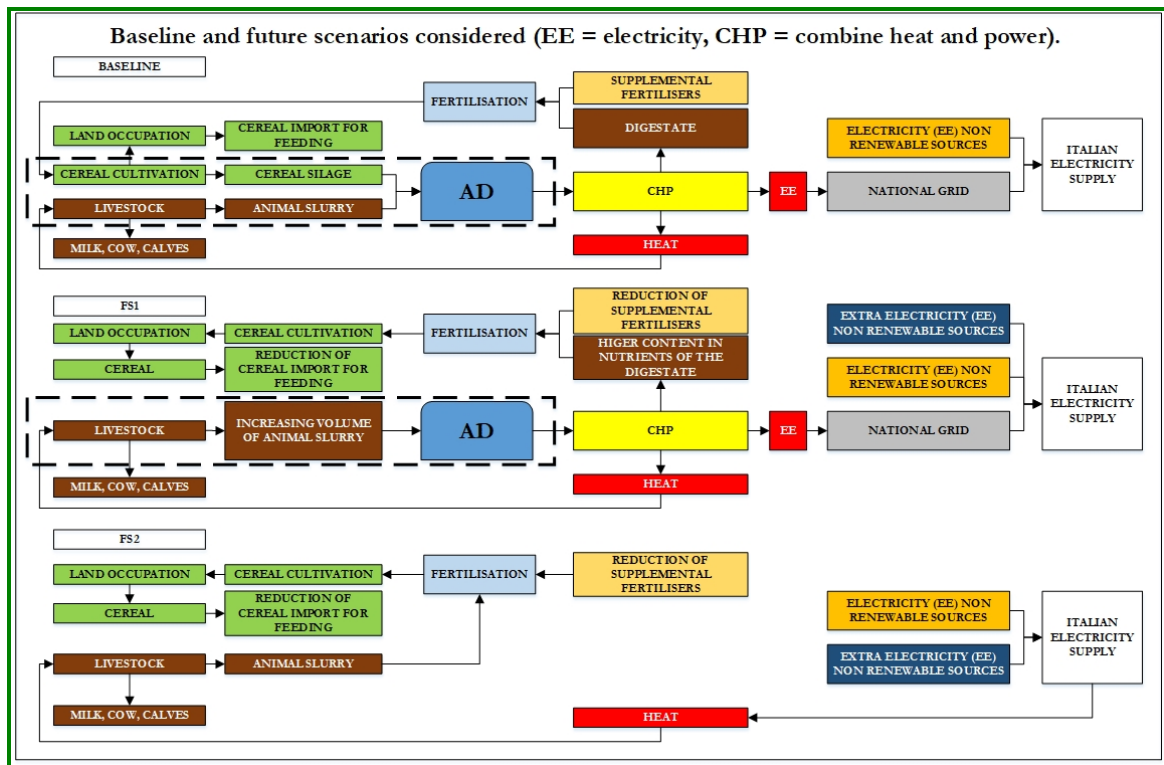 Baseline and future scenarios considered (EE = electricity, CHP = combine heat and power).
BASELINE
SUPPLEMENTAL
FERTILISERS
FERTILISATION
DIGESTATE
LAND OCCUPATION
CEREAL IMPORT FOR
FEEDING
ELECTRICITY (EE) NON
RENEWABLE SOURCES
ITALIAN
ELECTRICITY
SUPPLY
CEREAL CULTIVATION
CEREAL SILAGE
AD
CHP
EE
NATIONAL GRID
LIVESTOCK
ANIMAL SLURRY
MILK, COW, CALVES
HEAT
FS1
REDUCTION OF
SUPPLEMENTAL
FERTILISERS
EXTRA ELECTRICITY (EE)
NON RENEWABLE SOURCES
LAND OCCUPATION
CEREAL CULTIVATION
FERTILISATION
HIGER CONTENT IN
NUTRIENTS OF THE
DIGESTATE
CEREAL
REDUCTION OF
CEREAL IMPORT FOR
FEEDING
ELECTRICITY (EE) NON
RENEWABLE SOURCES
ITALIAN
ELECTRICITY
SUPPLY
LIVESTOCK
INCREASING VOLUME
OF ANIMAL SLURRY
AD
CHP
EE
NATIONAL GRID
MILK, COW, CALVES
HEAT
FS2
LAND OCCUPATION
CEREAL CULTIVATION
FERTILISATION
REDUCTION OF
SUPPLEMENTAL
FERTILISERS
CEREAL
REDUCTION OF
CEREAL IMPORT FOR
FEEDING
ELECTRICITY (EE) NON
RENEWABLE SOURCES
ITALIAN
ELECTRICITY
SUPPLY
LIVESTOCK
ANIMAL SLURRY
EXTRA ELECTRICITY (EE)
NON RENEWABLE SOURCES
MILK, COW, CALVES
HEAT